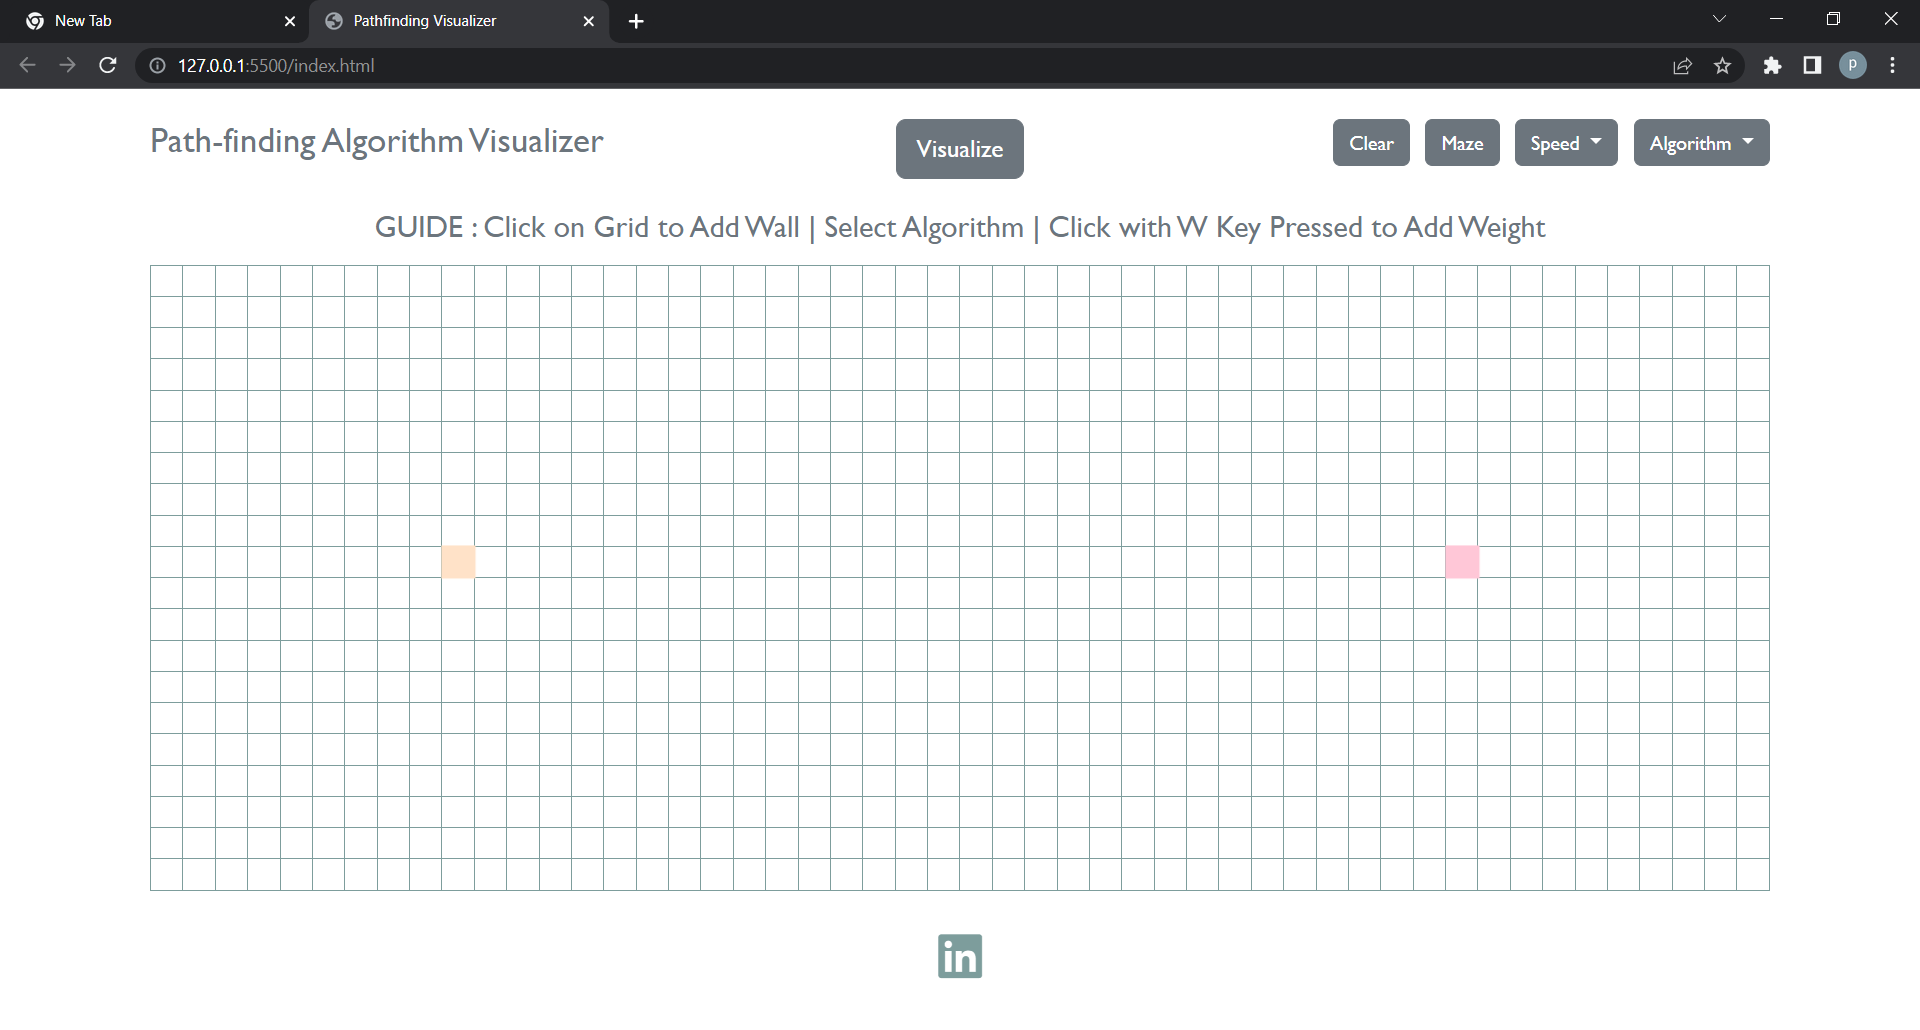 New Tab
Pathfinding Visualizer
127.0.0.1:5500/index.html
P
Path-finding Algorithm Visualizer
Visualize
Clear
Maze
Speed
Algorithm
GUIDE : Click on Grid to Add Wall | Select Algorithm | Click with W Key Pressed to Add Weight
in